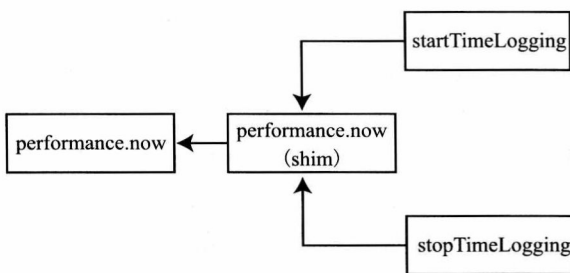 startTimeLogging
performance.now
performance.now
(shim)
stopTimeLogging